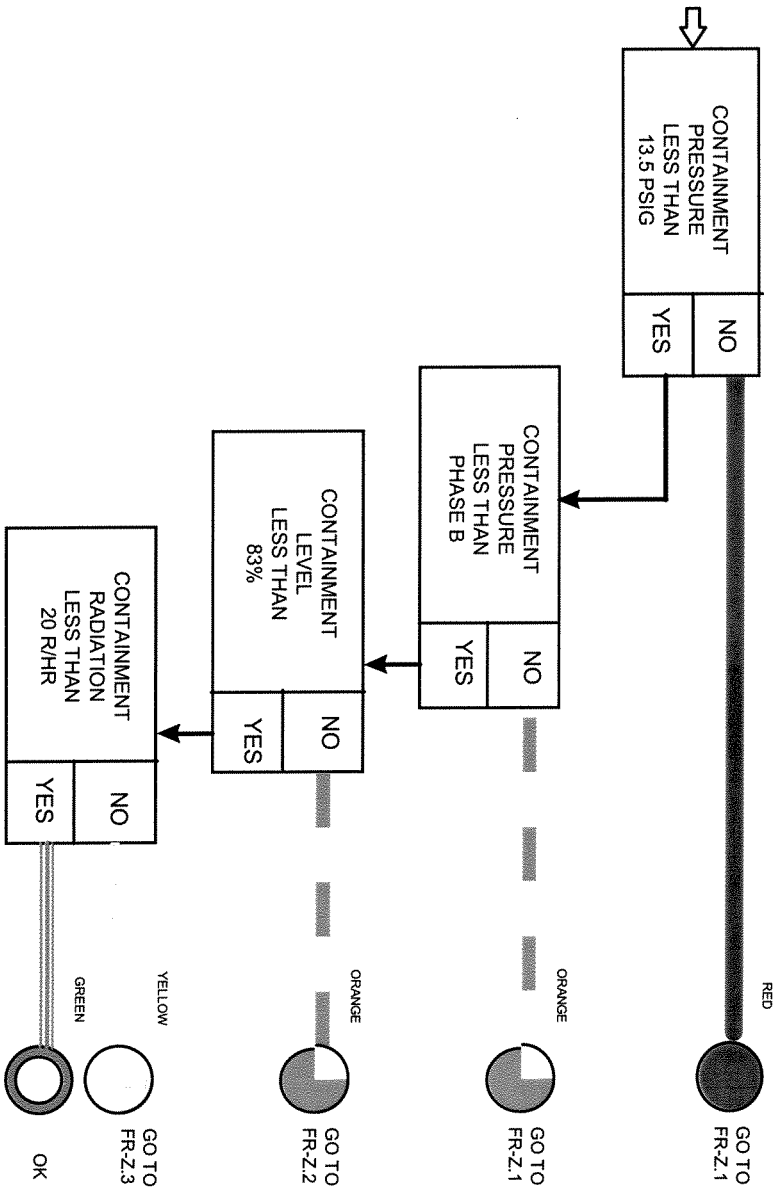 CONTAINMENT
PRESSURE
LESS THAN
13.5 PSIG
NO
YES
RED
GO TO
FR-Z.1
CONTAINMENT
PRESSURE
LESS THAN
PHASE B
NO
YES
ORANGE
GO TO
FR-Z.1
CONTAINMENT
LEVEL
LESS THAN
83%
NO
YES
ORANGE
GO TO
FR-Z.2
CONTAINMENT
RADIATION
LESS THAN
20 R/HR
NO
YES
YELLOW
GO TO
FR-Z.3
GREEN
OK